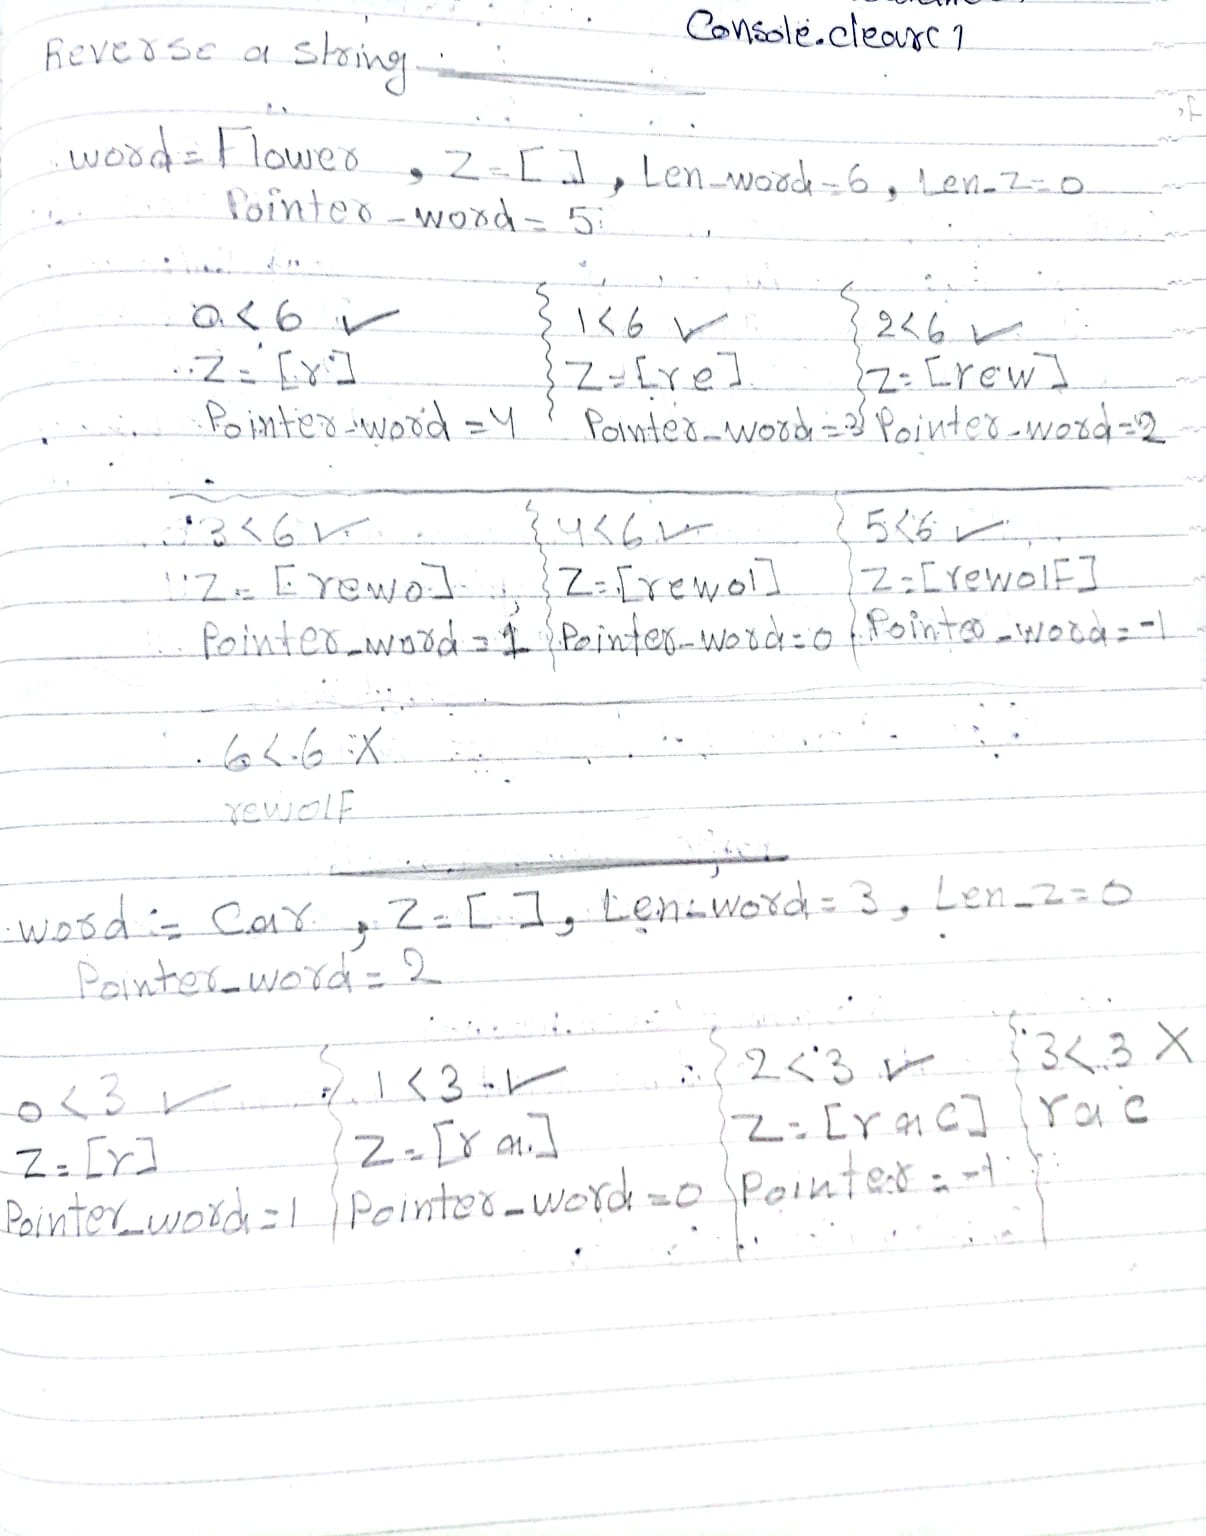 Console.clear()
Reverse a string
word = Flower, Z=[ ], Len_word=6, Len_Z=0
Pointer_word = 5
0<6 ✓ 1<6 ✓ 2<6 ✓
Z=[r] Z=[re] Z=[rew]
Pointer_word=4 Pointer_word=3 Pointer_word=2
3<6 ✓ 4<6 ✓ 5<6 ✓
Z=[rewo] Z=[rewol] Z=[rewolF]
Pointer_word=1 Pointer_word=0 Pointer_word=-1
6<6 X
rewolF
word = Car, Z=[ ], Len_word=3, Len_Z=0
Pointer_word=2
0<3 ✓ 1<3 ✓ 2<3 ✓ 3<3 X
Z=[r] Z=[ra] Z=[rac] rac
Pointer_word=1 Pointer_word=0 Pointer=-1